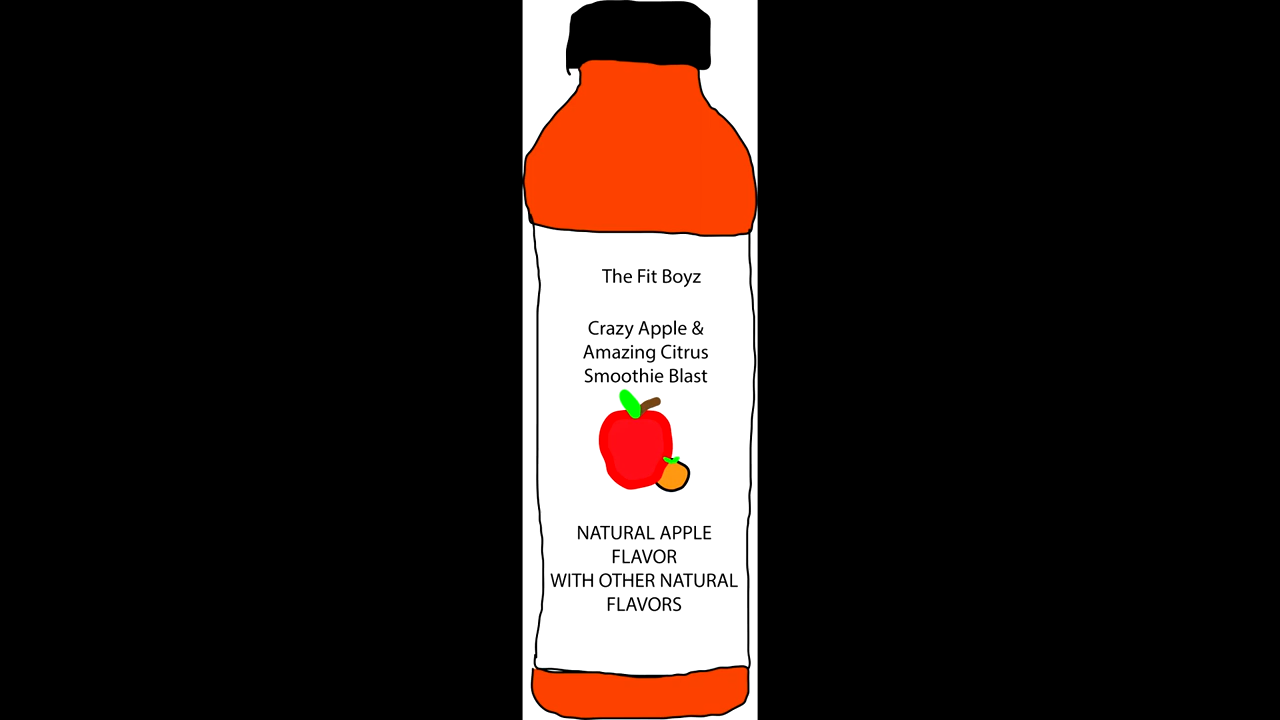 The Fit Boyz
Crazy Apple &
Amazing Citrus
Smoothie Blast
NATURAL APPLE
FLAVOR
WITH OTHER NATURAL
FLAVORS